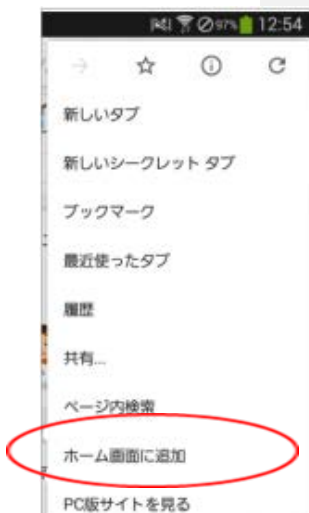 97% 12:54
新しいタブ
新しいシークレット タブ
ブックマーク
最近使ったタブ
履歴
共有...
ページ内検索
ホーム画面に追加
PC版サイトを見る